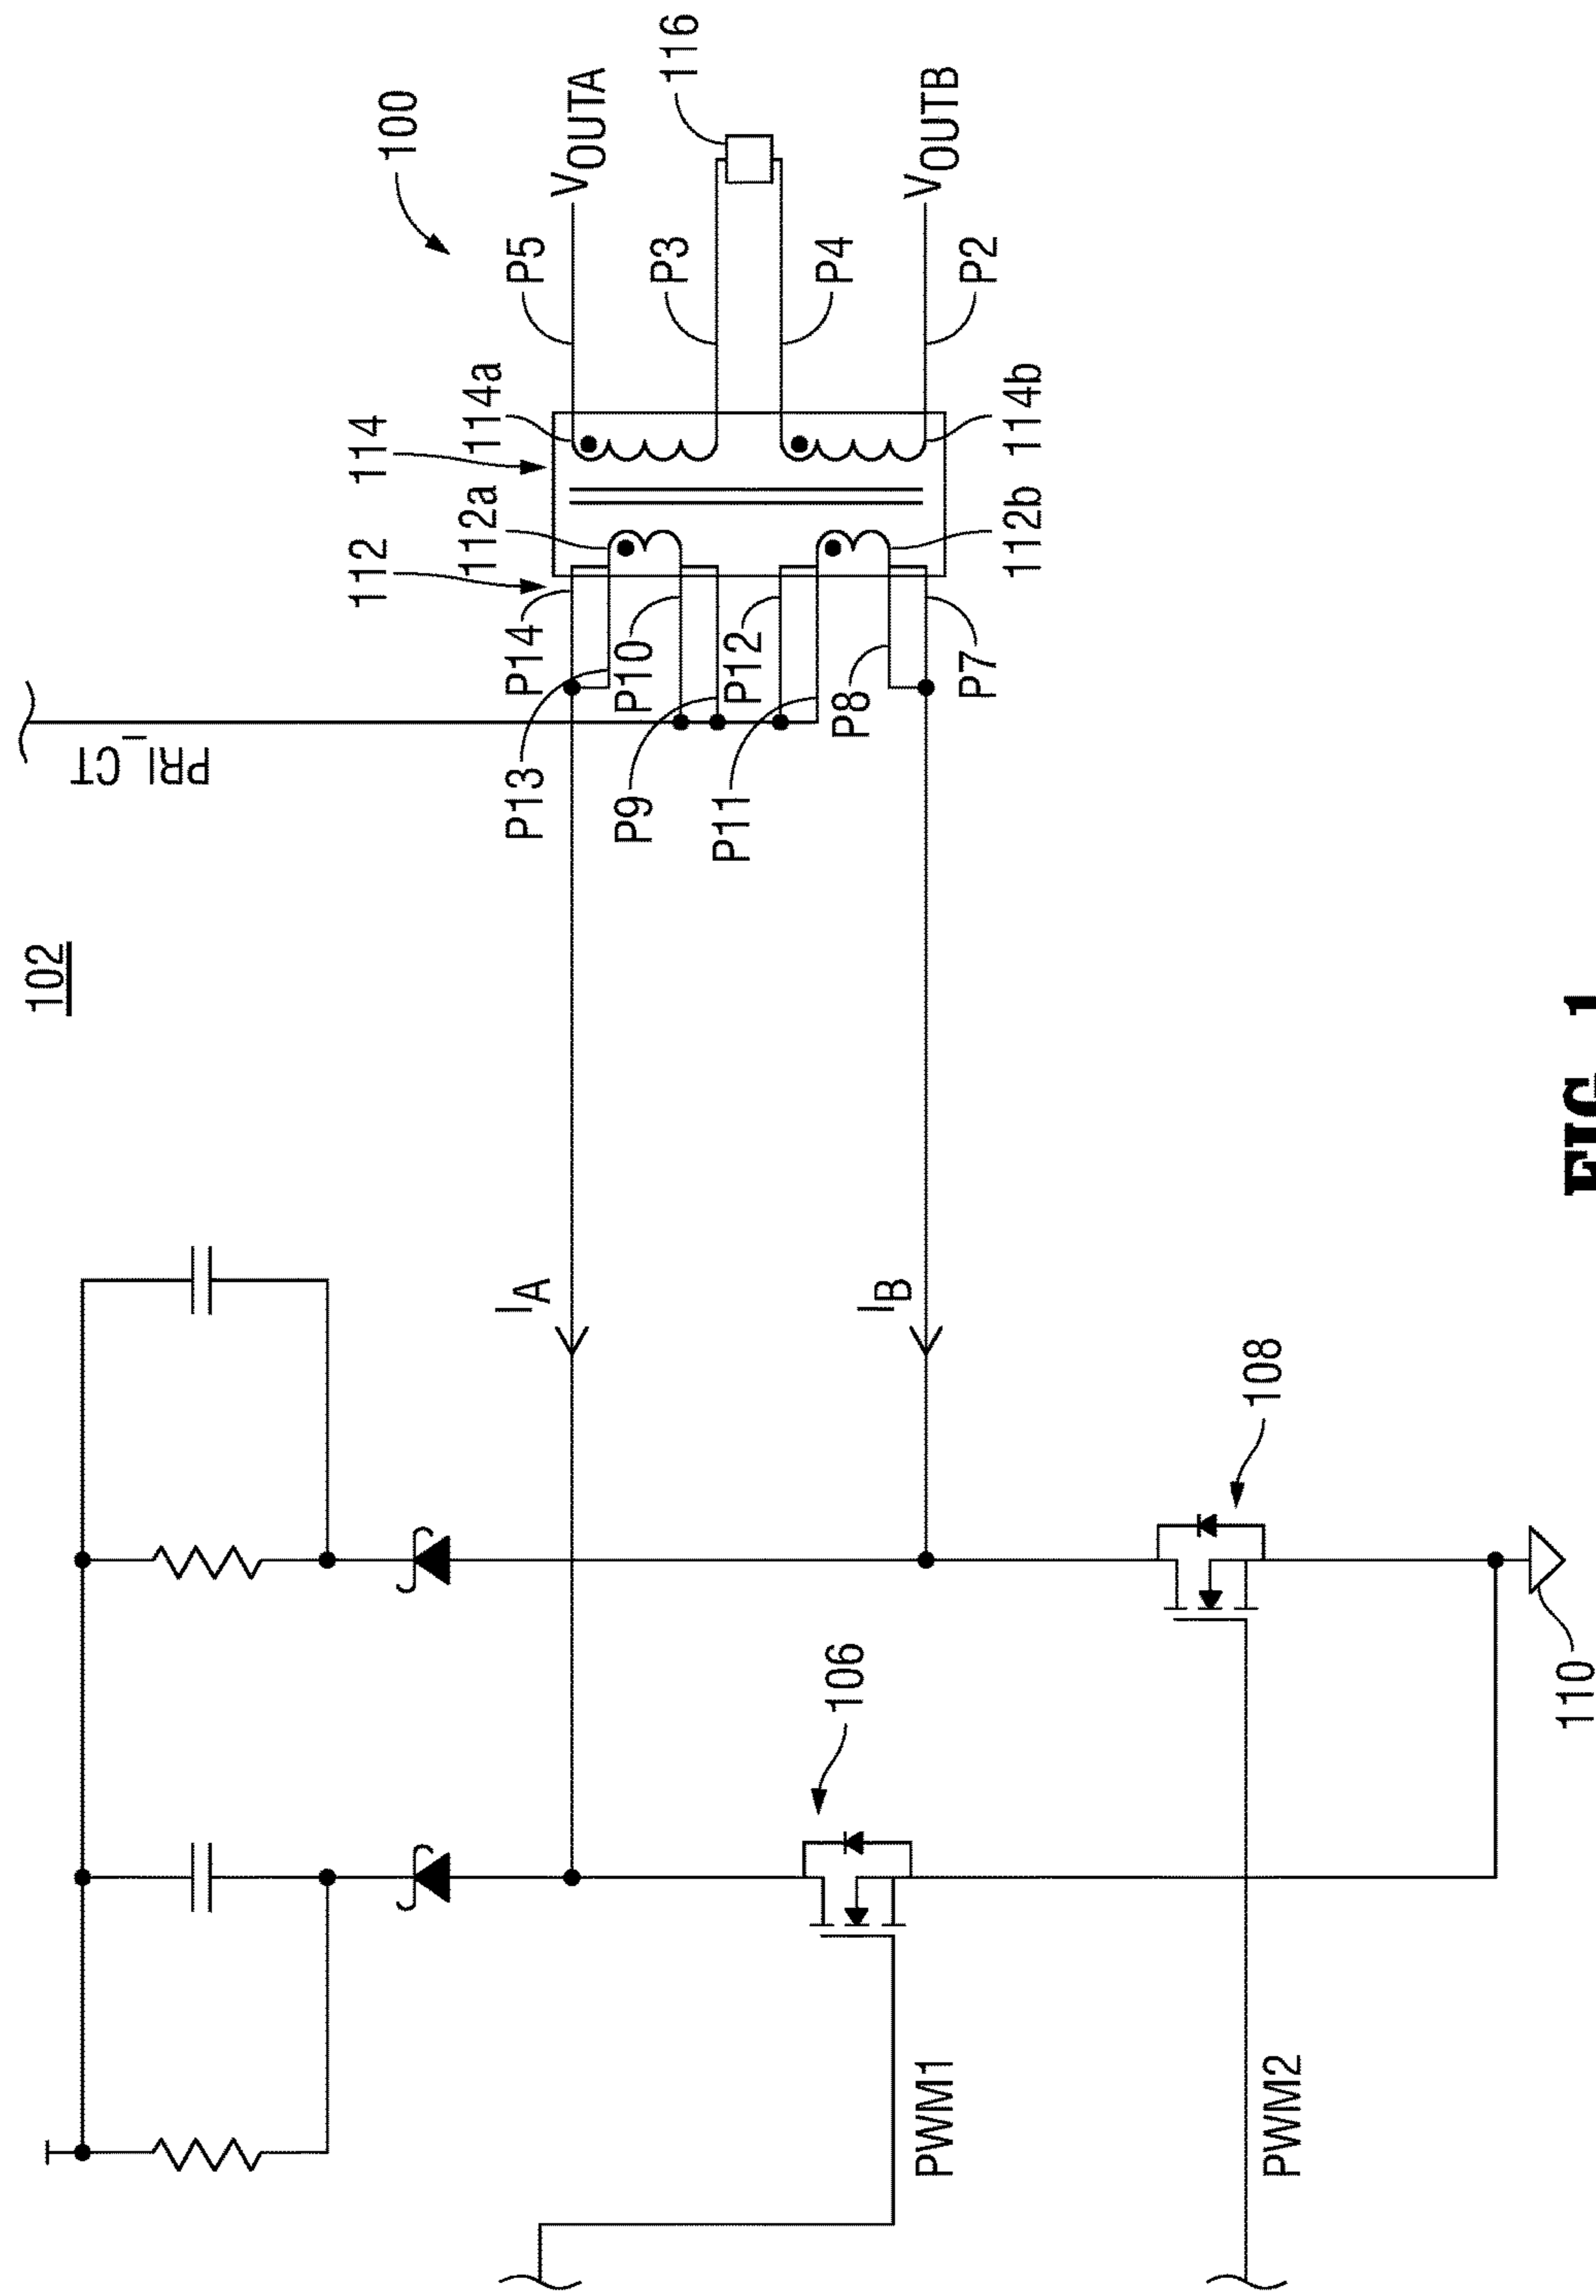 102
PRI_CT
100
112
114
112a
114a
P14
P13
P10
P9
P12
P11
P8
P7
112b
114b
P5
VOUTA
P3
116
P4
P2
VOUTB
IA
IB
106
108
PWM1
PWM2
110
FIG. 1